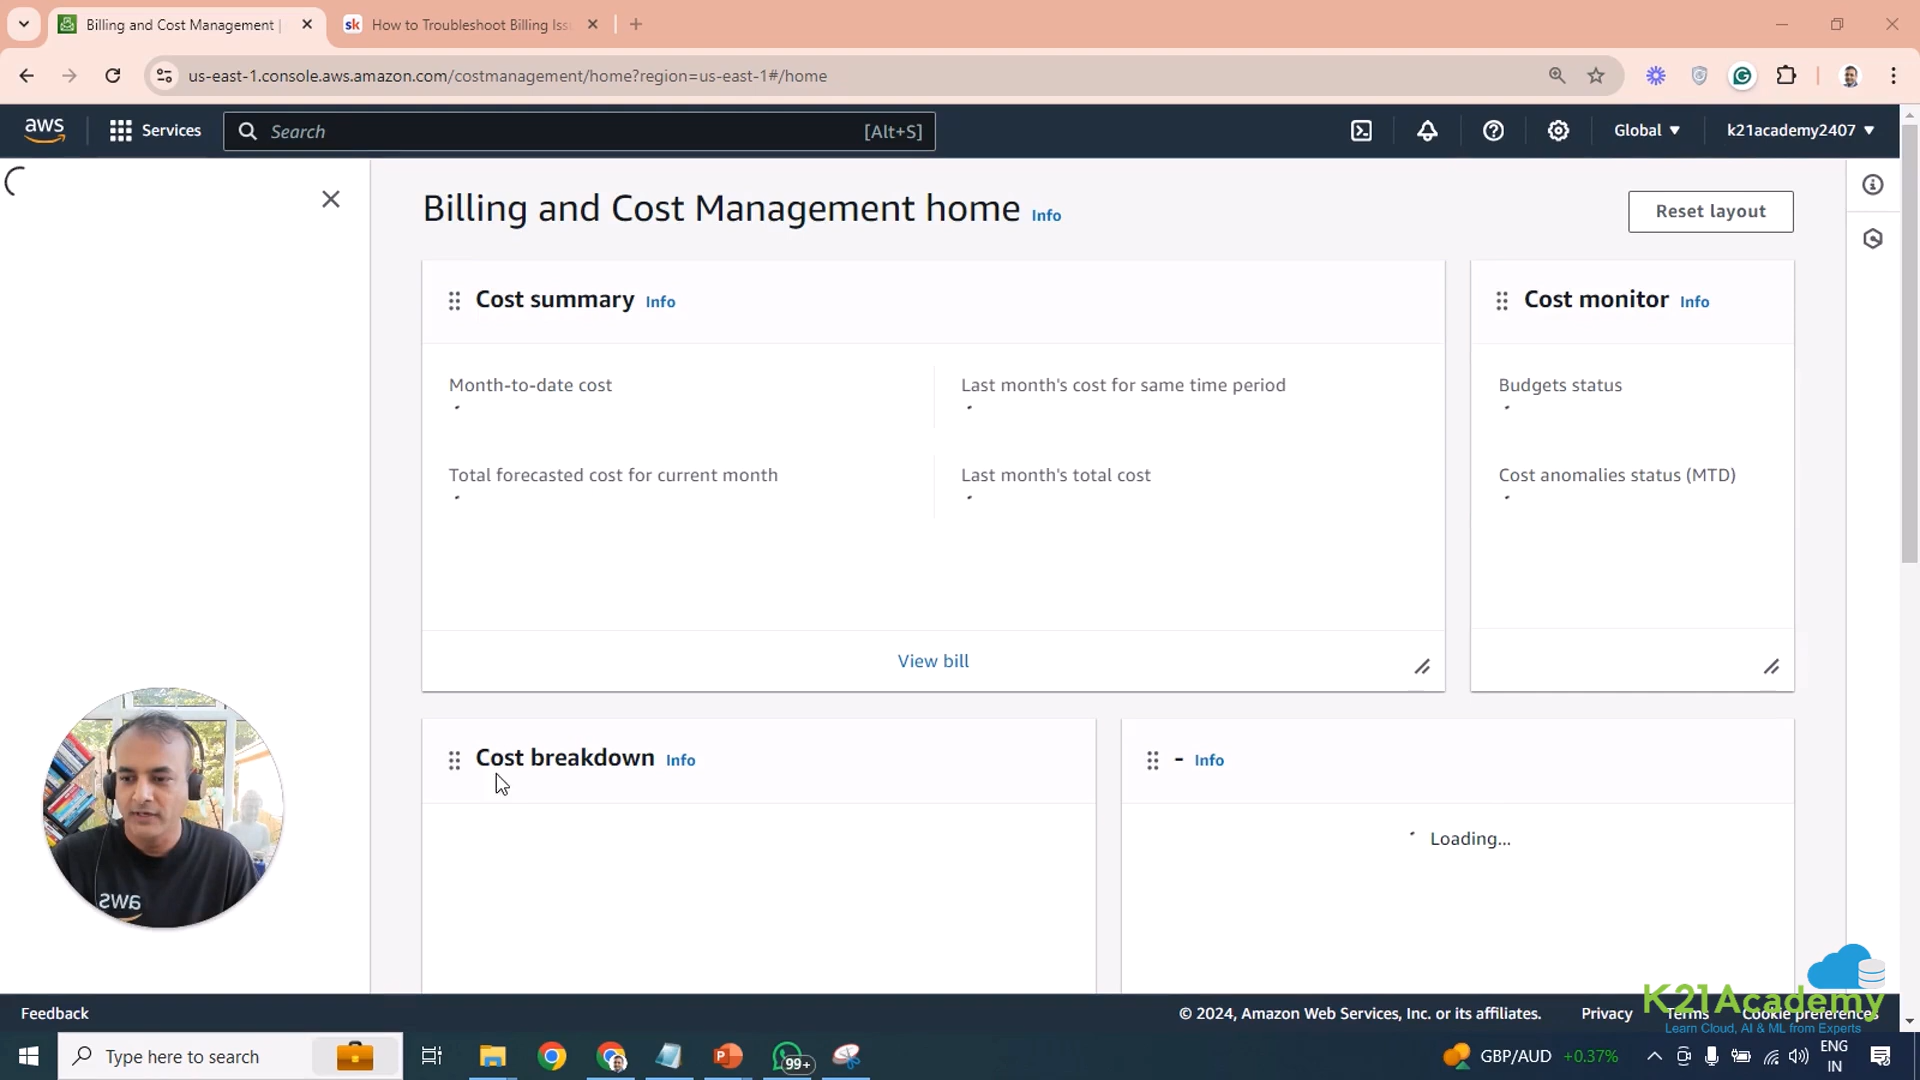 Billing and Cost Management |
sk How to Troubleshoot Billing Iss
us-east-1.console.aws.amazon.com/costmanagement/home?region=us-east-1#/home
aws Services Search [Alt+S] Global k21academy2407
Billing and Cost Management home Info
Reset layout
Cost summary Info
Month-to-date cost
Last month's cost for same time period
Total forecasted cost for current month
Last month's total cost
View bill
Cost monitor Info
Budgets status
Cost anomalies status (MTD)
Cost breakdown Info
- Info
Loading...
aws
K21Academy
Learn Cloud, AI & ML from Experts
Feedback
© 2024, Amazon Web Services, Inc. or its affiliates. Privacy Terms Cookie preferences
Type here to search
99+
GBP/AUD +0.37%
ENG
IN